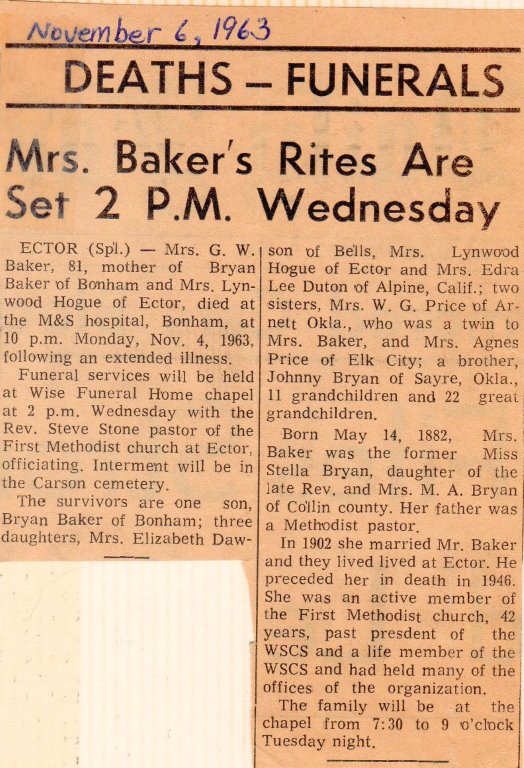 November 6, 1963
DEATHS — FUNERALS
Mrs. Baker's Rites Are
Set 2 P.M. Wednesday
ECTOR (Spl.) — Mrs. G. W.
Baker, 81, mother of Bryan
Baker of Bonham and Mrs. Lyn-
wood Hogue of Ector, died at
the M&S hospital, Bonham, at
10 p.m. Monday, Nov. 4, 1963,
following an extended illness.
Funeral services will be held
at Wise Funeral Home chapel
at 2 p.m. Wednesday with the
Rev. Steve Stone pastor of the
First Methodist church at Ector,
officiating. Interment will be in
the Carson cemetery.
The survivors are one son,
Bryan Baker of Bonham; three
daughters, Mrs. Elizabeth Daw-
son of Bells, Mrs. Lynwood
Hogue of Ector and Mrs. Edra
Lee Duton of Alpine, Calif.; two
sisters, Mrs. W. G. Price of Ar-
nett Okla., who was a twin to
Mrs. Baker, and Mrs. Agnes
Price of Elk City; a brother,
Johnny Bryan of Sayre, Okla.,
11 grandchildren and 22 great
grandchildren.
Born May 14, 1882, Mrs.
Baker was the former Miss
Stella Bryan, daughter of the
late Rev. and Mrs. M. A. Bryan
of Collin county. Her father was
a Methodist pastor.
In 1902 she married Mr. Baker
and they lived lived at Ector. He
preceded her in death in 1946.
She was an active member of
the First Methodist church, 42
years, past presdent of the
WSCS and a life member of the
WSCS and had held many of the
offices of the organization.
The family will be at the
chapel from 7:30 to 9 o'clock
Tuesday night.